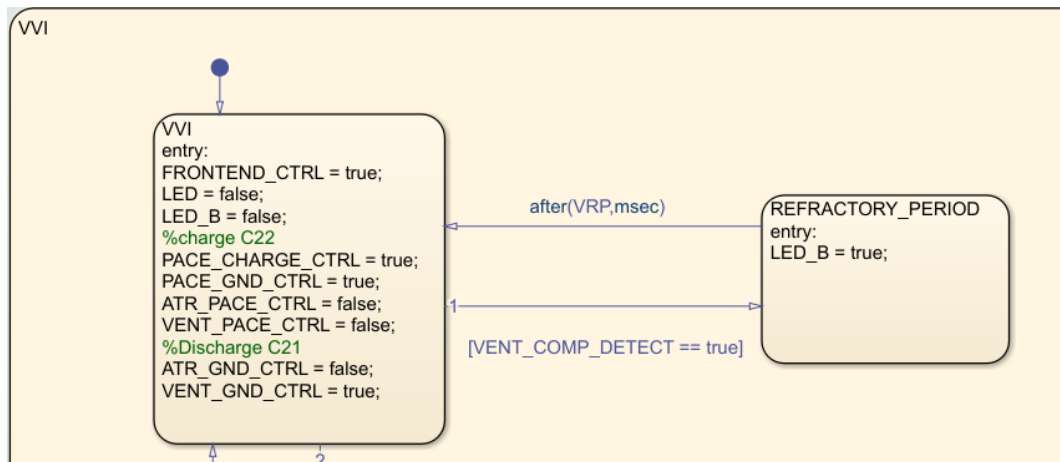 VVI
VVI
entry:
FRONTEND_CTRL = true;
LED = false;
LED_B = false;
%charge C22
PACE_CHARGE_CTRL = true;
PACE_GND_CTRL = true;
ATR_PACE_CTRL = false;
VENT_PACE_CTRL = false;
%Discharge C21
ATR_GND_CTRL = false;
VENT_GND_CTRL = true;
after(VRP,msec)
1
[VENT_COMP_DETECT == true]
REFRACTORY_PERIOD
entry:
LED_B = true;
2